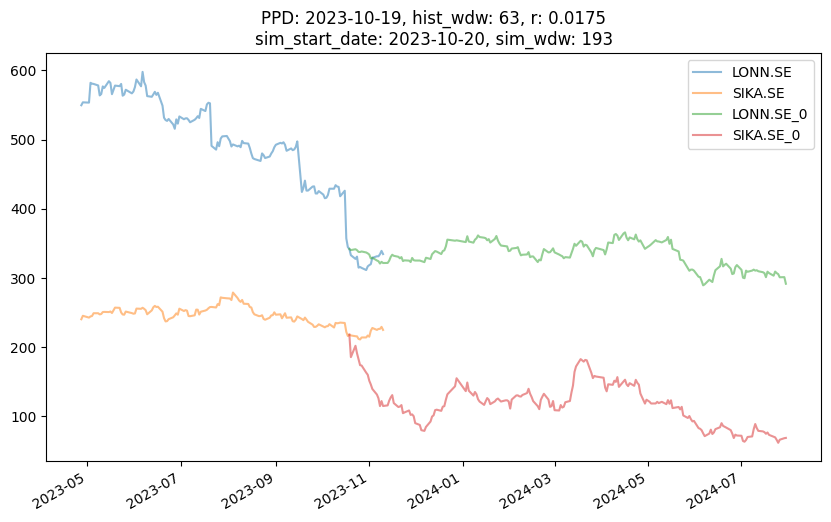 PPD: 2023-10-19, hist_wdw: 63, r: 0.0175
sim_start_date: 2023-10-20, sim_wdw: 193
LONN.SE
SIKA.SE
LONN.SE_0
SIKA.SE_0
600
500
400
300
200
100
2023-05
2023-07
2023-09
2023-11
2024-01
2024-03
2024-05
2024-07